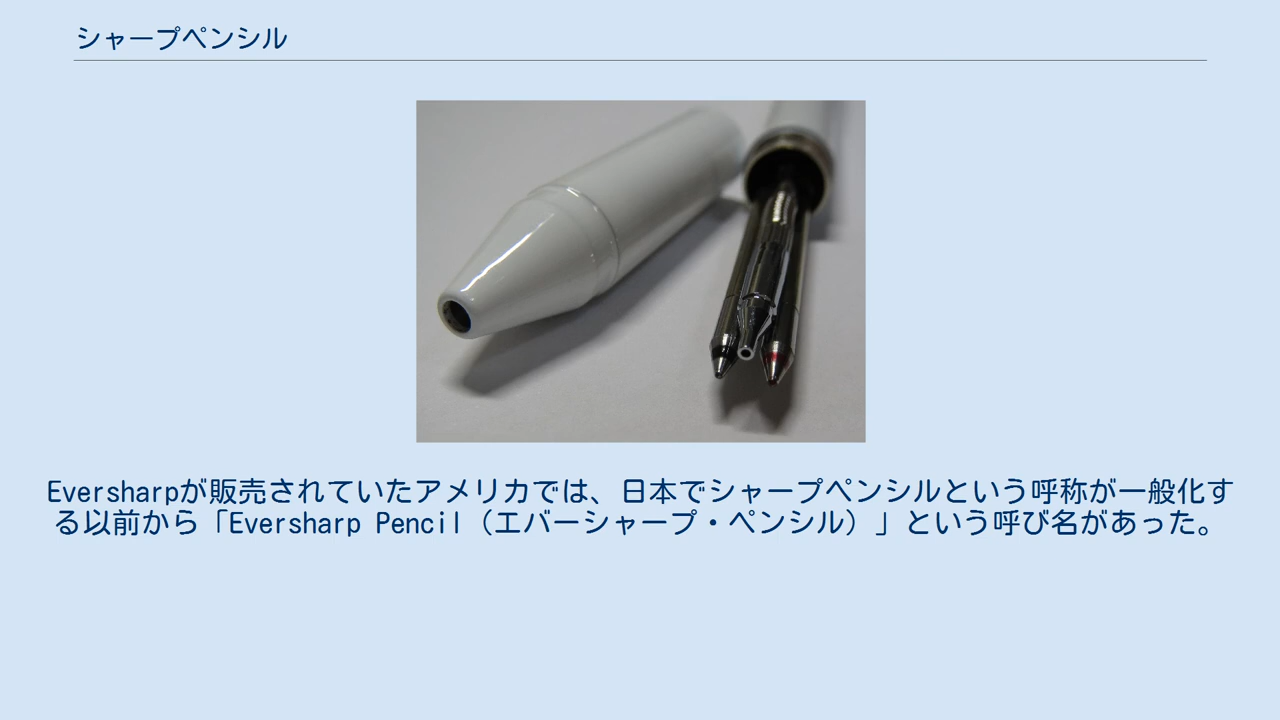 シャープペンシル
Eversharpが販売されていたアメリカでは、日本でシャープペンシルという呼称が一般化す
る以前から「Eversharp Pencil（エバーシャープ・ペンシル）」という呼び名があった。